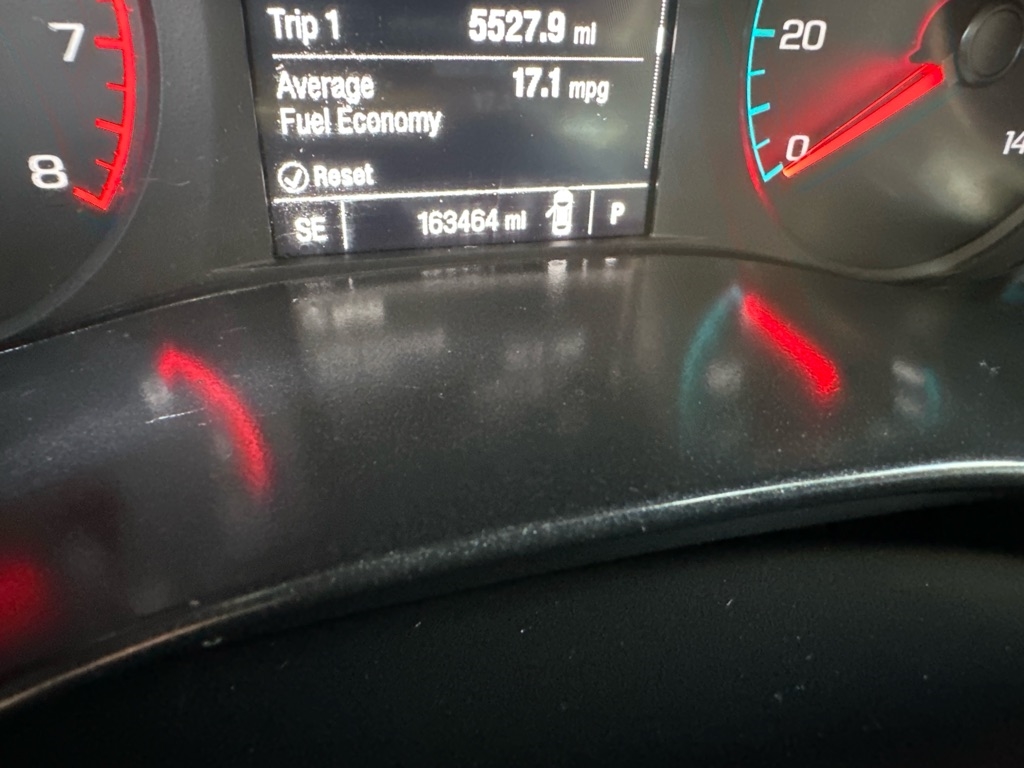 7
8
Trip 1 5527.9 mi
Average 17.1 mpg
Fuel Economy
Reset
SE 163464 mi P
20
0
14